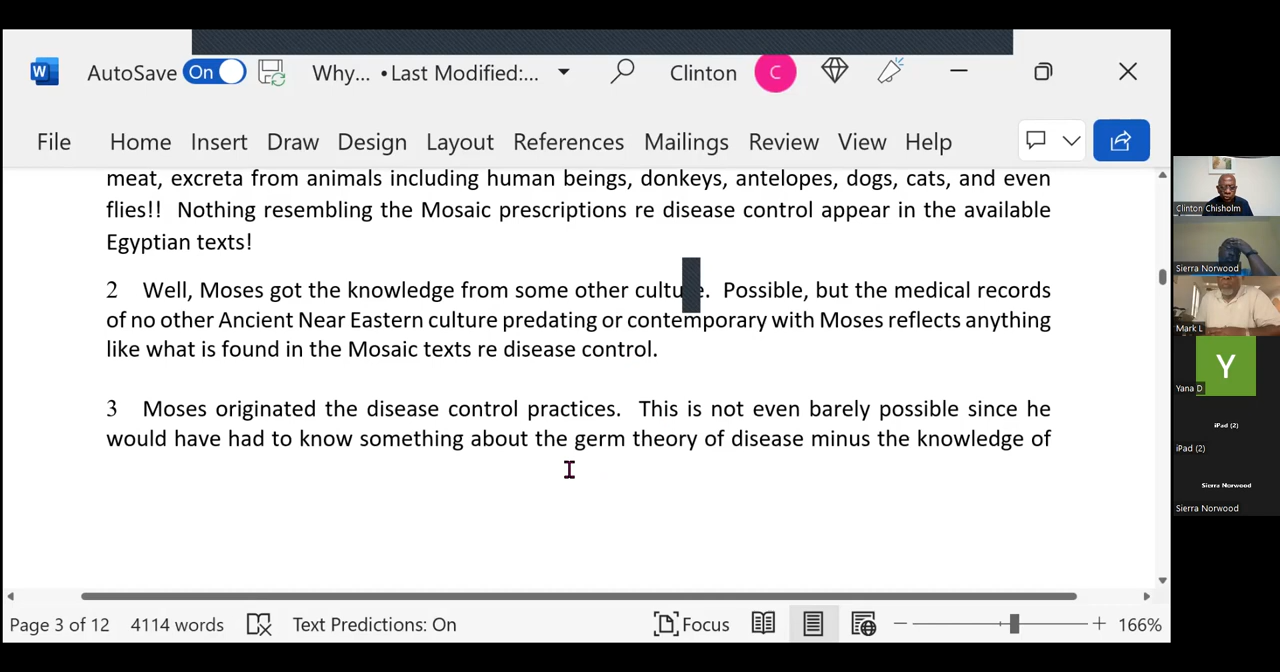 W
AutoSave On Why... • Last Modified:... Clinton C
File Home Insert Draw Design Layout References Mailings Review View Help
meat, excreta from animals including human beings, donkeys, antelopes, dogs, cats, and even
flies!! Nothing resembling the Mosaic prescriptions re disease control appear in the available
Egyptian texts!
2 Well, Moses got the knowledge from some other culture. Possible, but the medical records
of no other Ancient Near Eastern culture predating or contemporary with Moses reflects anything
like what is found in the Mosaic texts re disease control.
3 Moses originated the disease control practices. This is not even barely possible since he
would have had to know something about the germ theory of disease minus the knowledge of
Page 3 of 12 4114 words Text Predictions: On Focus 166%
Clinton Chisholm
Sierra Norwood
Mark L
Y
Yana D
iPad (2)
iPad (2)
Sierra Norwood
Sierra Norwood